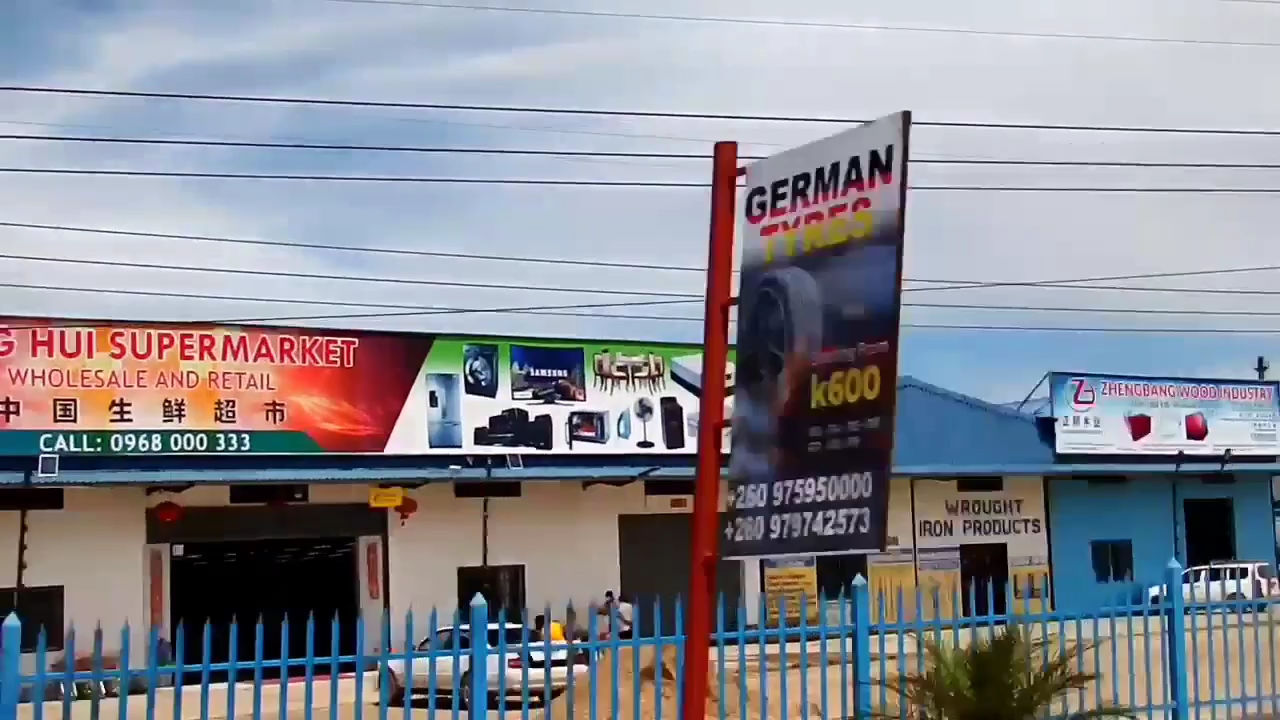 G HUI SUPERMARKET
WHOLESALE AND RETAIL
中国生鲜超市
CALL: 0968 000 333
SAMSUNG
GERMAN
TYRES
k600
+260 975950000
+260 979742573
ZHENGBANG WOOD INDUSTRY
WROUGHT
IRON PRODUCTS